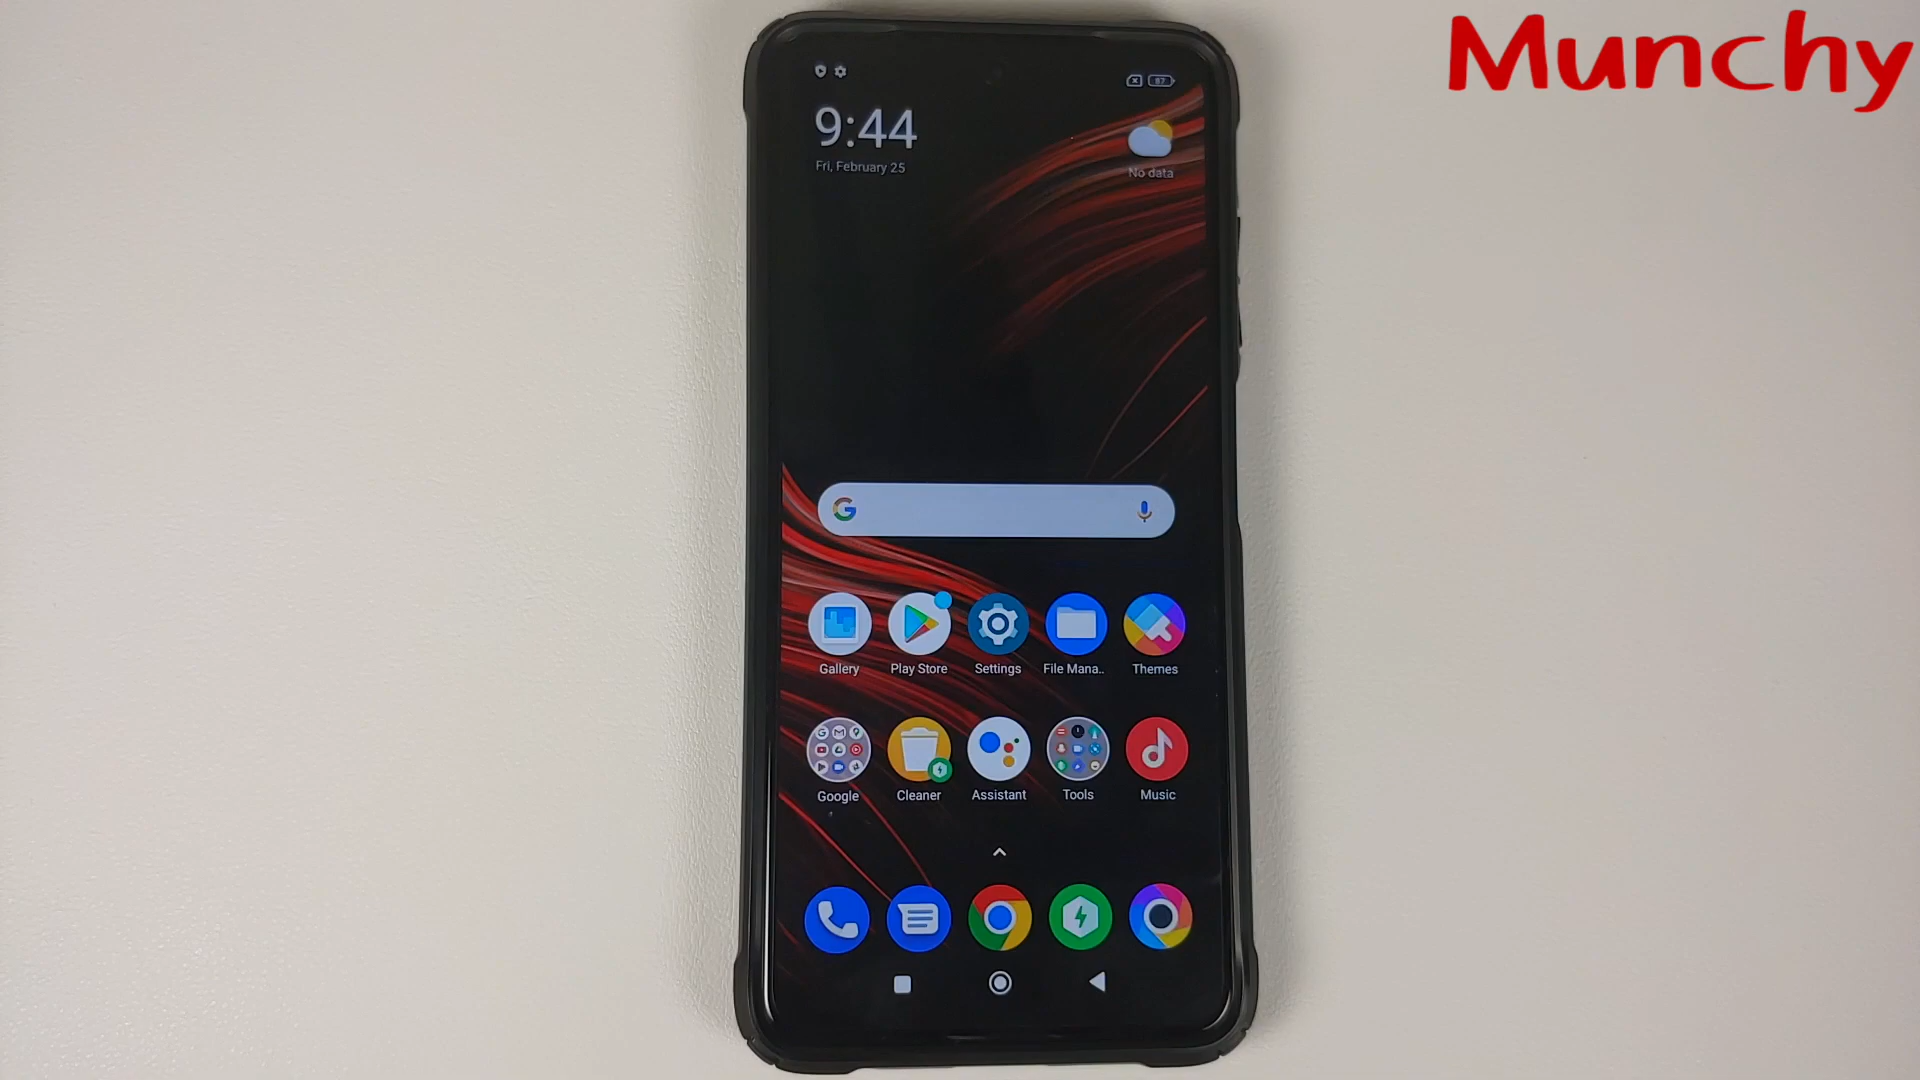 Munchy
87
9:44
Fri, February 25
No data
Gallery
Play Store
Settings
File Mana..
Themes
Google
Cleaner
Assistant
Tools
Music